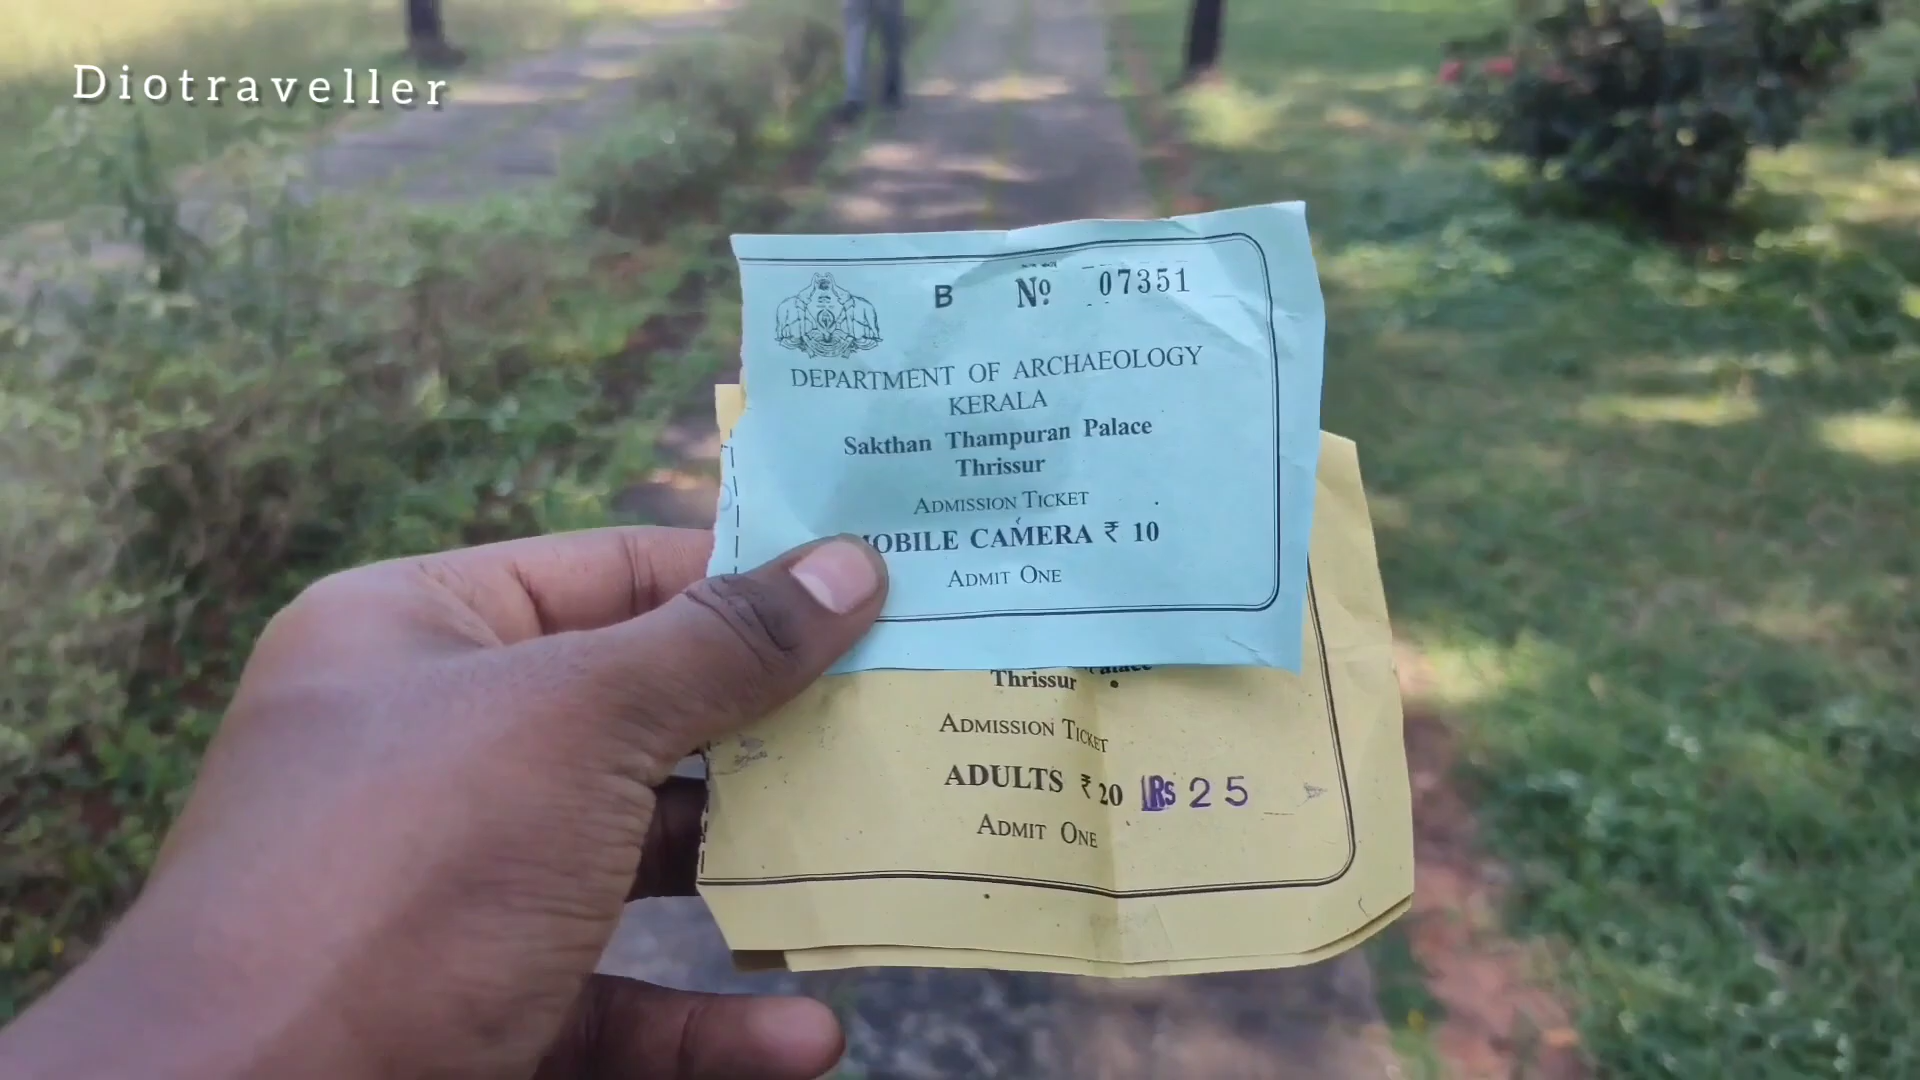 Diotraveller
B No 07351
DEPARTMENT OF ARCHAEOLOGY
KERALA
Sakthan Thampuran Palace
Thrissur
ADMISSION TICKET
MOBILE CAMERA ₹ 10
ADMIT ONE
Thrissur
ADMISSION TICKET
ADULTS ₹ 20 Rs 25
ADMIT ONE